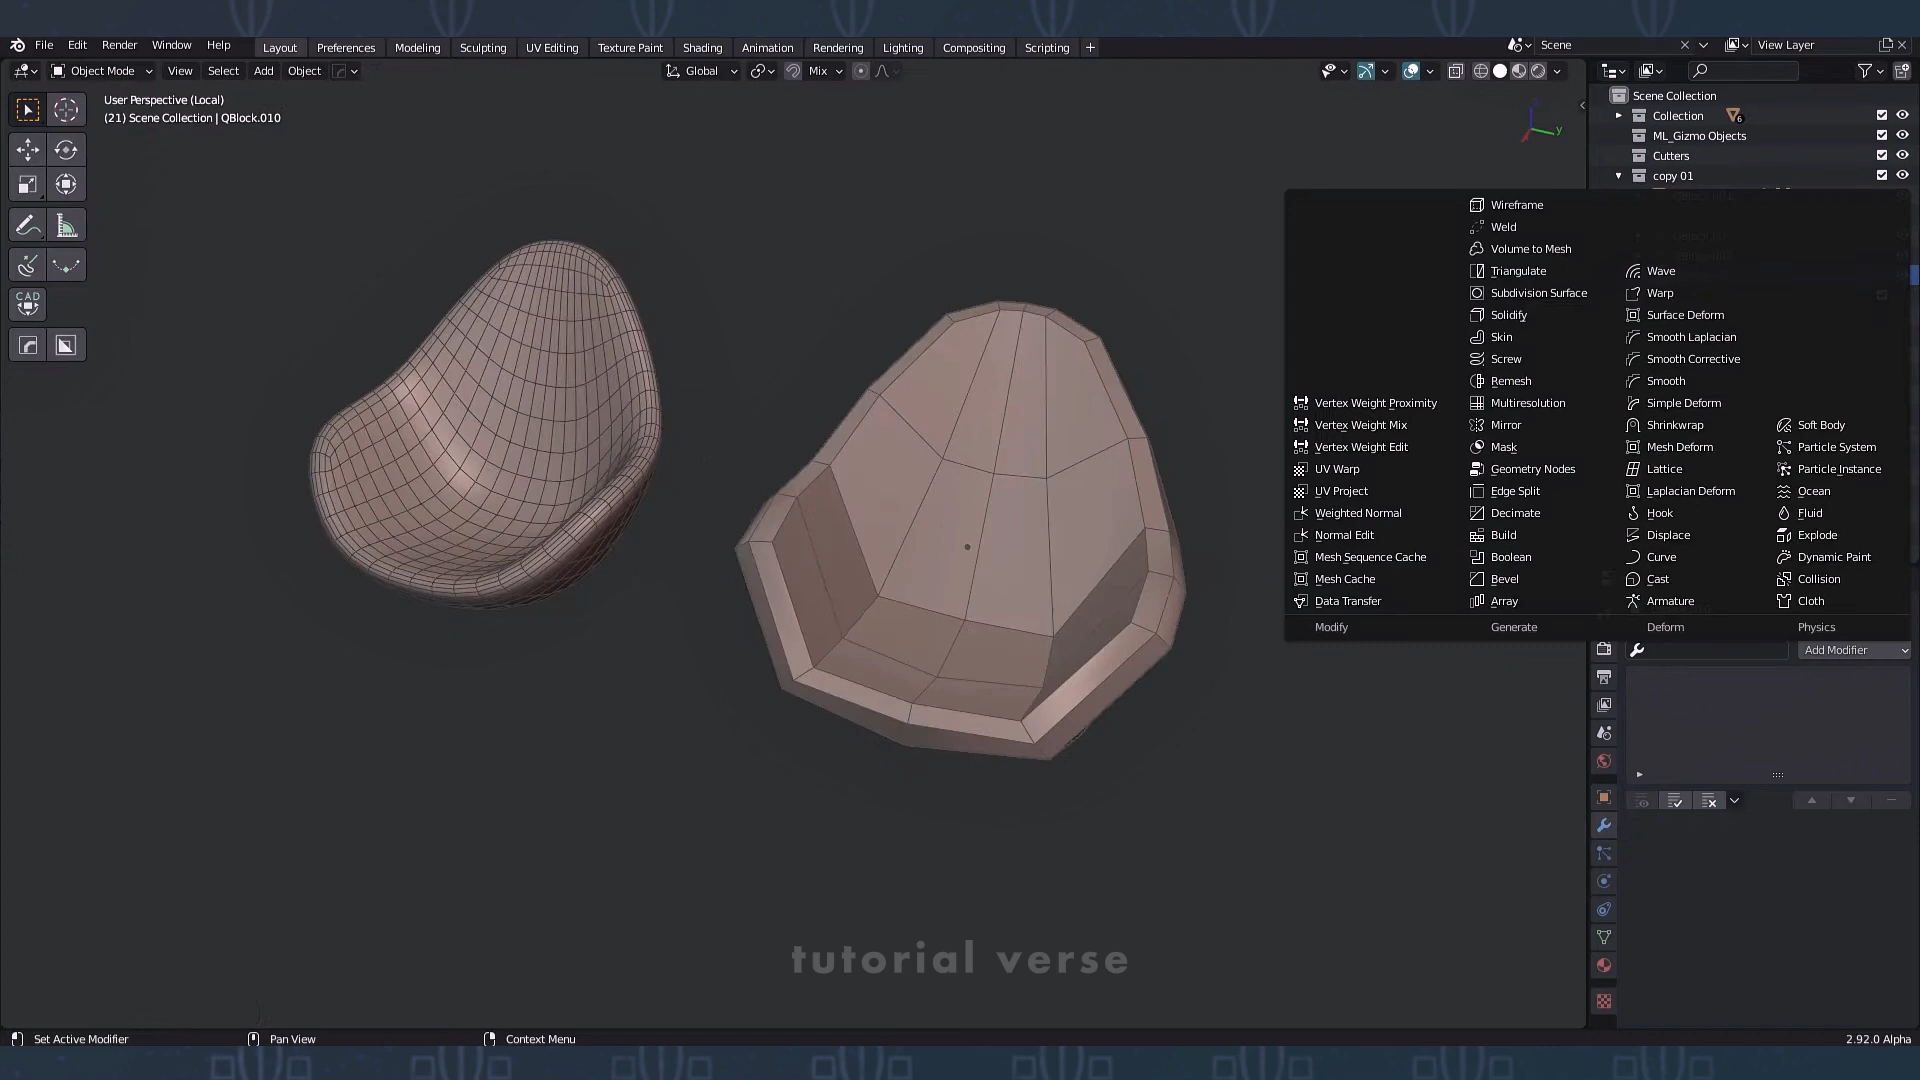 File Edit Render Window Help Layout Preferences Modeling Sculpting UV Editing Texture Paint Shading Animation Rendering Lighting Compositing Scripting + Scene View Layer
Object Mode View Select Add Object Global Mix
User Perspective (Local)
(21) Scene Collection | QBlock.010
Scene Collection
Collection 6
ML_Gizmo Objects
Cutters
copy 01
CAD
y
Vertex Weight Proximity
Vertex Weight Mix
Vertex Weight Edit
UV Warp
UV Project
Weighted Normal
Normal Edit
Mesh Sequence Cache
Mesh Cache
Data Transfer
Modify
Wireframe
Weld
Volume to Mesh
Triangulate
Subdivision Surface
Solidify
Skin
Screw
Remesh
Multiresolution
Mirror
Mask
Geometry Nodes
Edge Split
Decimate
Build
Boolean
Bevel
Array
Generate
Wave
Warp
Surface Deform
Smooth Laplacian
Smooth Corrective
Smooth
Simple Deform
Shrinkwrap
Mesh Deform
Lattice
Laplacian Deform
Hook
Displace
Curve
Cast
Armature
Deform
Soft Body
Particle System
Particle Instance
Ocean
Fluid
Explode
Dynamic Paint
Collision
Cloth
Physics
Add Modifier
tutorial verse
Set Active Modifier Pan View Context Menu 2.92.0 Alpha